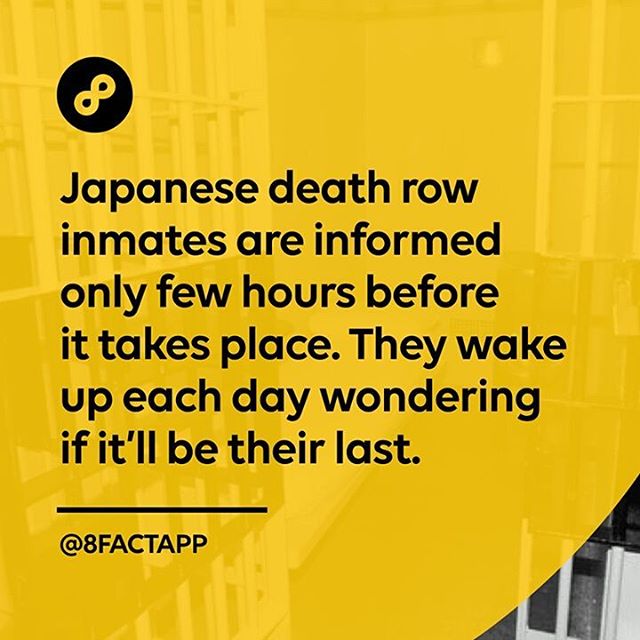 Japanese death row
inmates are informed
only few hours before
it takes place. They wake
up each day wondering
if it'll be their last.
@8FACTAPP